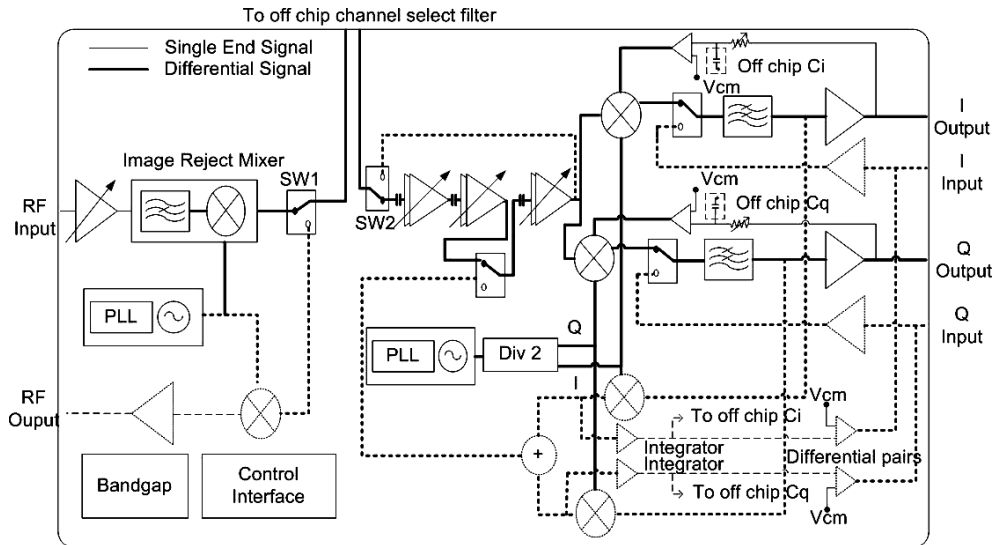 To off chip channel select filter
Single End Signal
Differential Signal
Off chip Ci
Vcm
I
Output
Image Reject Mixer
SW1
I
Input
RF
Input
SW2
Vcm
Off chip Cq
Q
Output
PLL
Q
Input
Q
PLL
Div 2
I
RF
Ouput
Vcm
To off chip Ci
Integrator
+
Integrator
Differential pairs
Bandgap
Control
Interface
To off chip Cq
Vcm